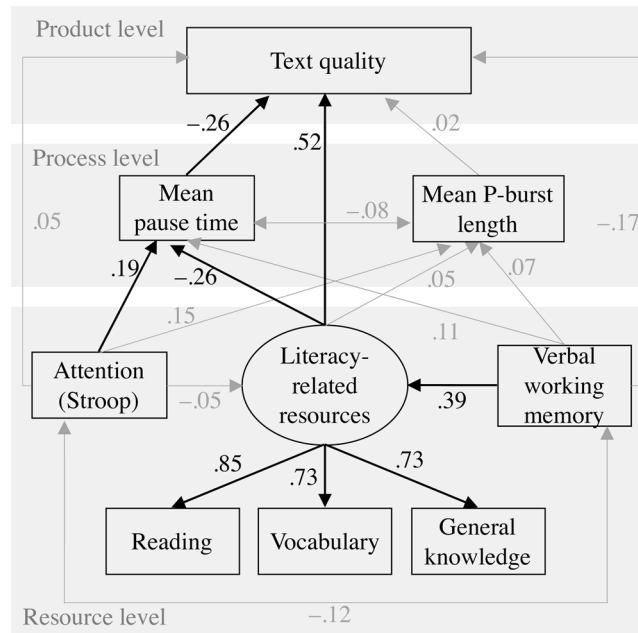 Product level
Text quality
–.26
.52
.02
Process level
Mean
pause time
Mean P-burst
length
–.08
.05
–.17
.19
–.26
.05
.07
.15
.11
Attention
(Stroop)
Literacy-
related
resources
Verbal
working
memory
–.05
.39
.85
.73
.73
Reading
Vocabulary
General
knowledge
Resource level
–.12